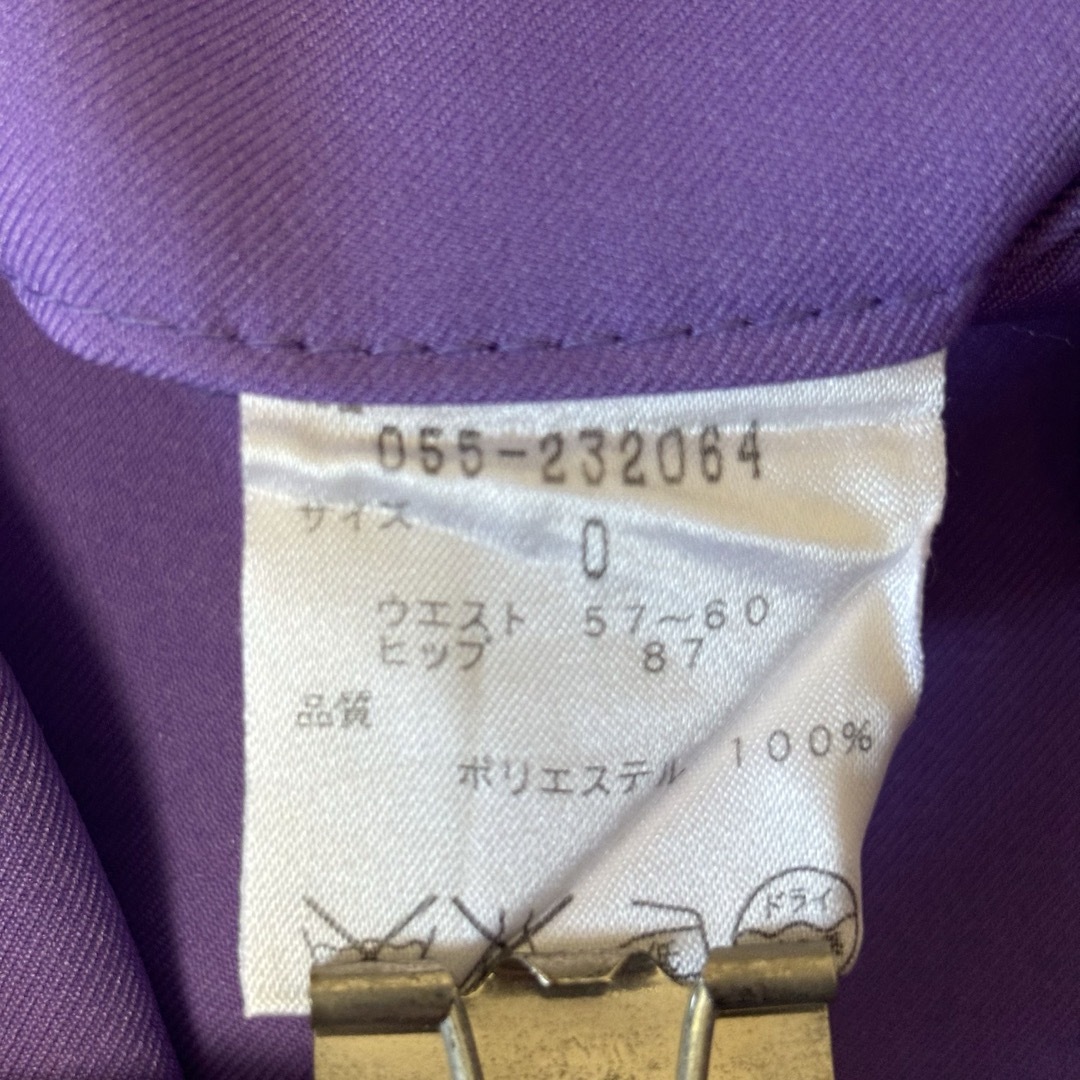 055-232064
サイズ 0
ウエスト 57~60
ヒップ 87
品質
ポリエステル 100%
低 ドライ